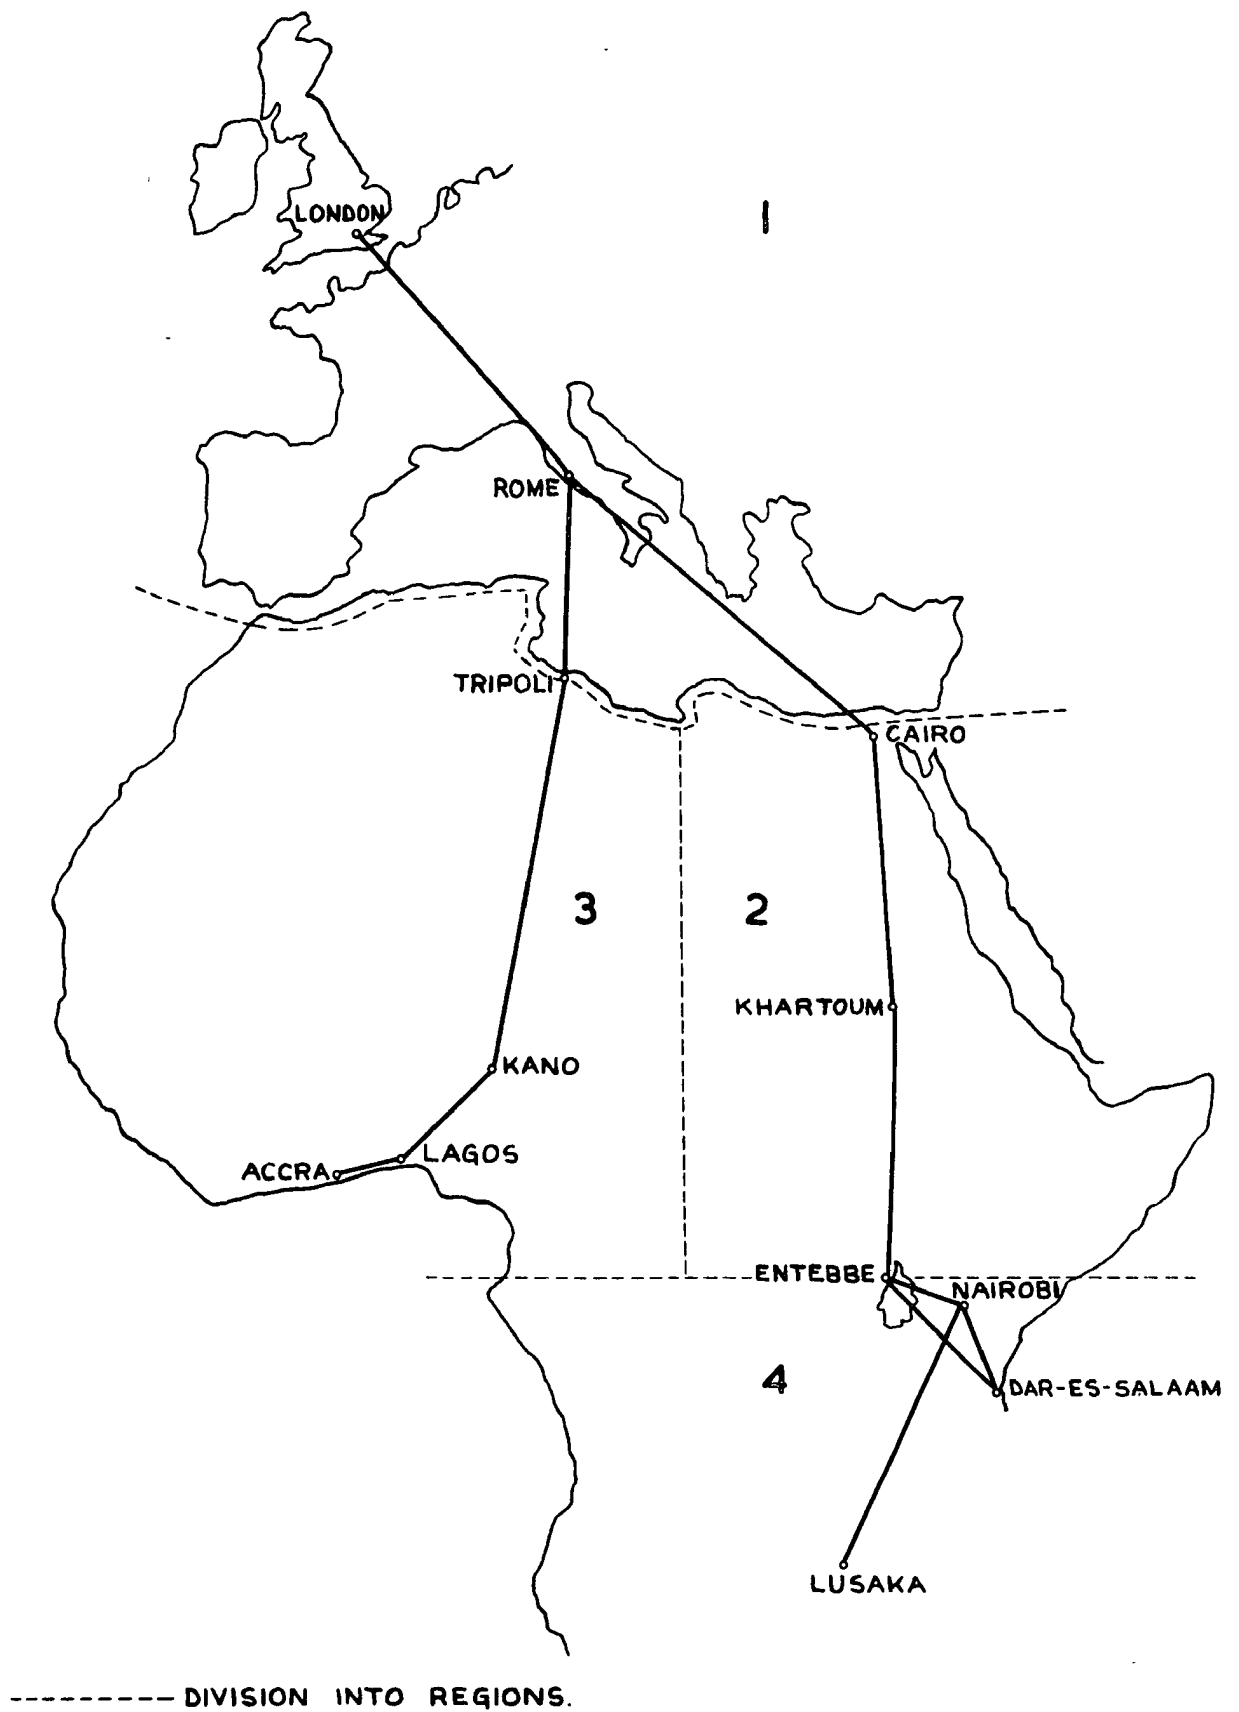 1
LONDON
ROME
TRIPOLI
CAIRO
3
2
KHARTOUM
KANO
LAGOS
ACCRA
ENTEBBE
NAIROBI
4
DAR-ES-SALAAM
LUSAKA
DIVISION INTO REGIONS.